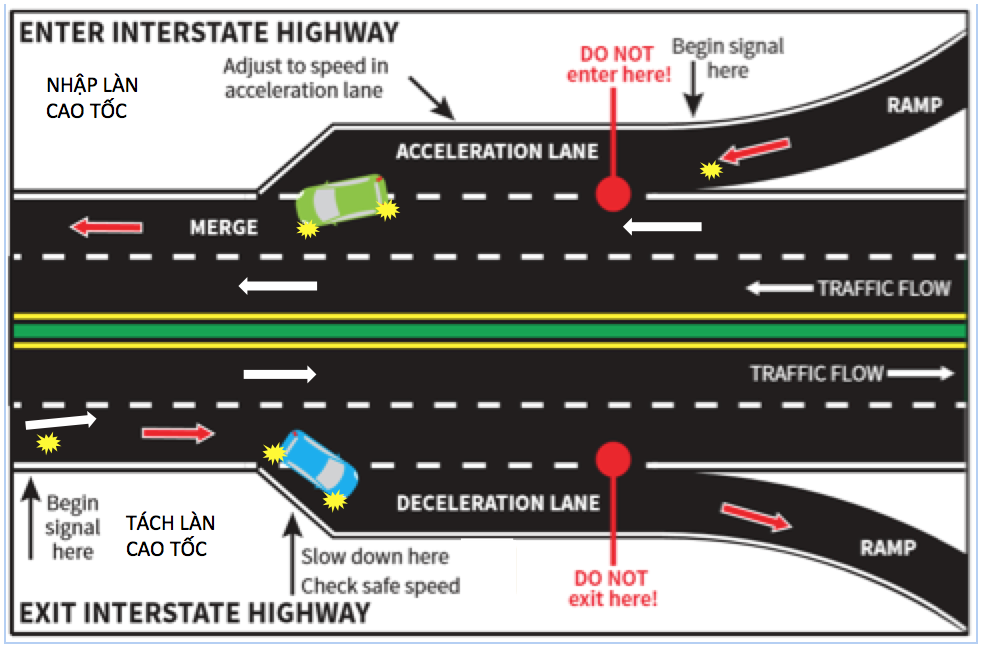 ENTER INTERSTATE HIGHWAY
NHẬP LÀN
CAO TỐC
Adjust to speed in
acceleration lane
DO NOT
enter here!
Begin signal
here
RAMP
ACCELERATION LANE
MERGE
TRAFFIC FLOW
TRAFFIC FLOW
Begin
signal
here
TÁCH LÀN
CAO TỐC
DECELERATION LANE
Slow down here
Check safe speed
DO NOT
exit here!
RAMP
EXIT INTERSTATE HIGHWAY